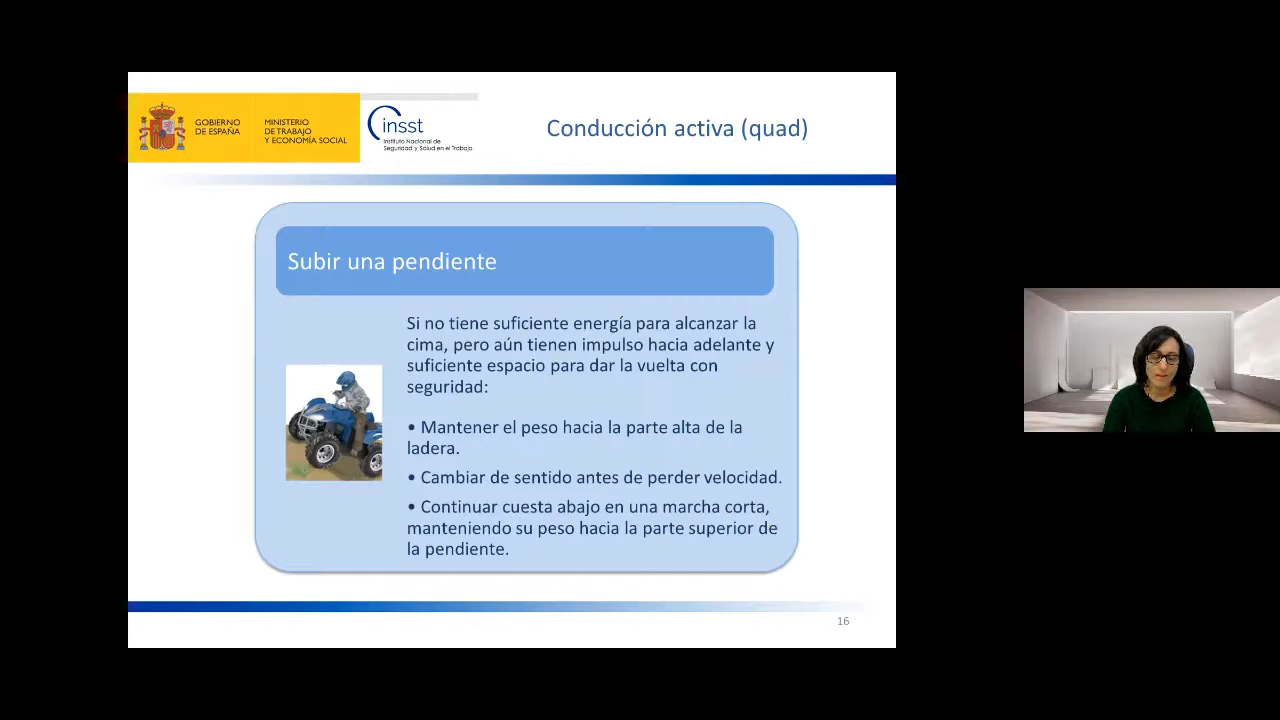 GOBIERNO
DE ESPAÑA
MINISTERIO
DE TRABAJO
Y ECONOMÍA SOCIAL
insst
Instituto Nacional de
Seguridad y Salud en el Trabajo
Conducción activa (quad)
Subir una pendiente
Si no tiene suficiente energía para alcanzar la
cima, pero aún tienen impulso hacia adelante y
suficiente espacio para dar la vuelta con
seguridad:
• Mantener el peso hacia la parte alta de la
ladera.
• Cambiar de sentido antes de perder velocidad.
• Continuar cuesta abajo en una marcha corta,
manteniendo su peso hacia la parte superior de
la pendiente.
16